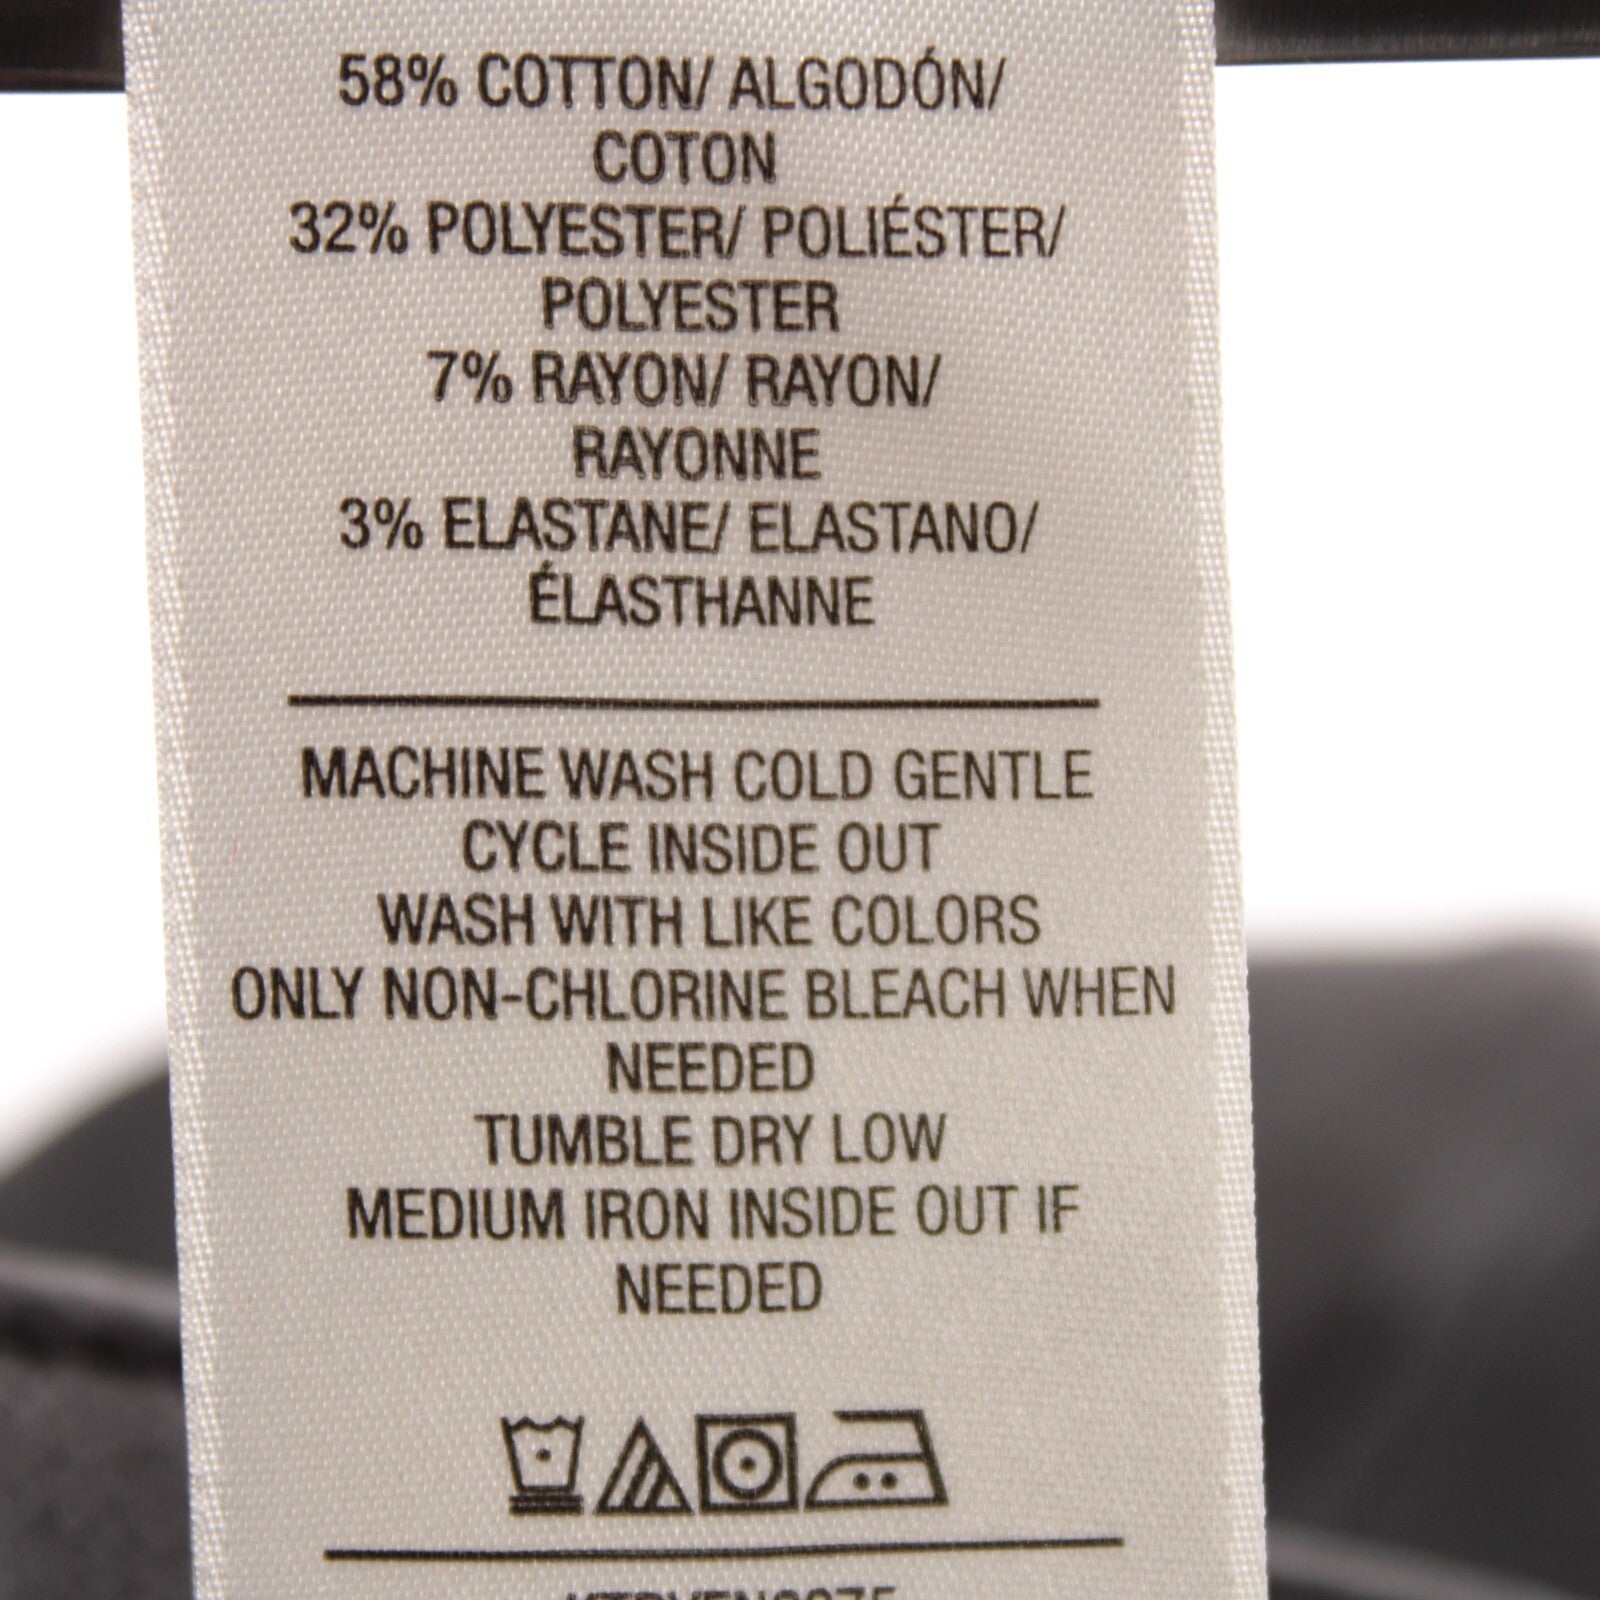 58% COTTON/ ALGODÓN/
COTON
32% POLYESTER/ POLIÉSTER/
POLYESTER
7% RAYON/ RAYON/
RAYONNE
3% ELASTANE/ ELASTANO/
ÉLASTHANNE
MACHINE WASH COLD GENTLE
CYCLE INSIDE OUT
WASH WITH LIKE COLORS
ONLY NON-CHLORINE BLEACH WHEN
NEEDED
TUMBLE DRY LOW
MEDIUM IRON INSIDE OUT IF
NEEDED